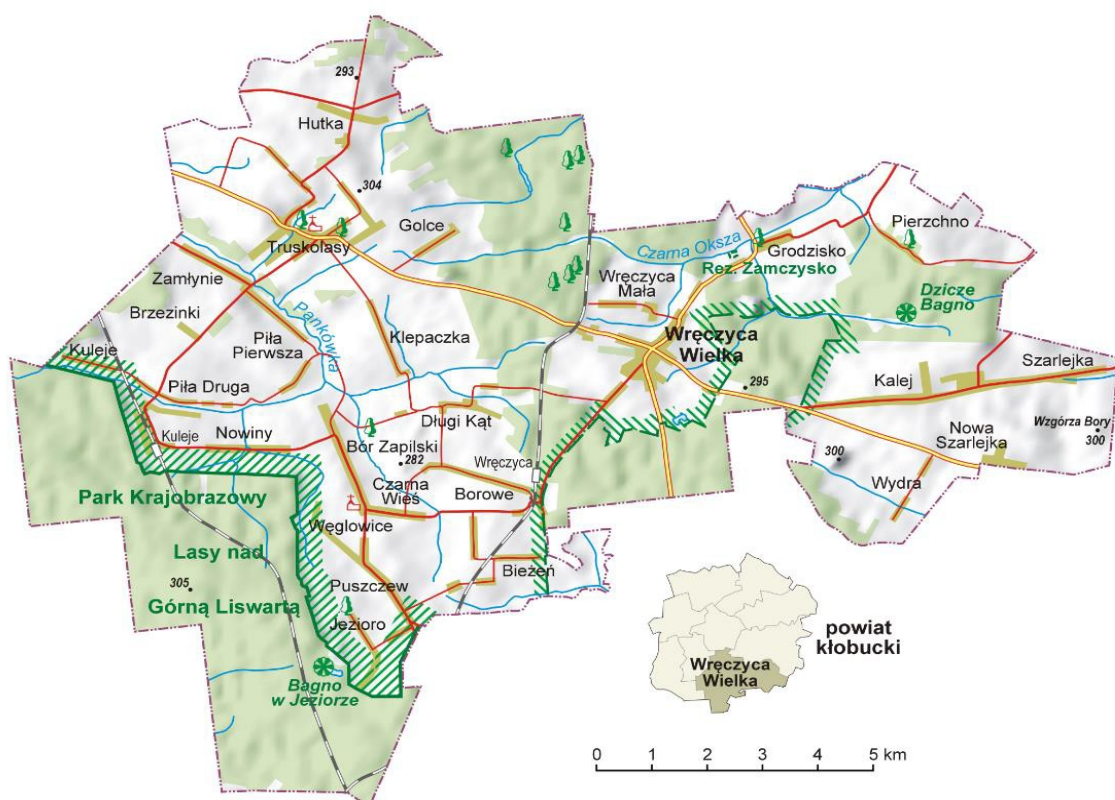 293
Hutka
304
Golce
Truskolasy
Zamłynie
Brzezinki
Pankówka
Piła
Pierwsza
Klepaczka
Kuleje
Piła Druga
Kuleje
Nowiny
Bór Zapilski
282
Długi Kąt
Czarna
Wieś
Wręczyca
Borowe
Park Krajobrazowy
Lasy nad
Górną Liswartą
305
Węglowice
Puszczew
Jezioro
Bieżeń
Bagno
w Jeziorze
Czarna Oksza
Wręczyca
Mała
Rez. Zamczysko
Grodzisko
Pierzchno
Dzicze
Bagno
Wręczyca
Wielka
295
Kalej
Szarlejka
Nowa
Szarlejka
Wzgórza Bory
300
300
Wydra
powiat
kłobucki
Wręczyca
Wielka
0 1 2 3 4 5 km